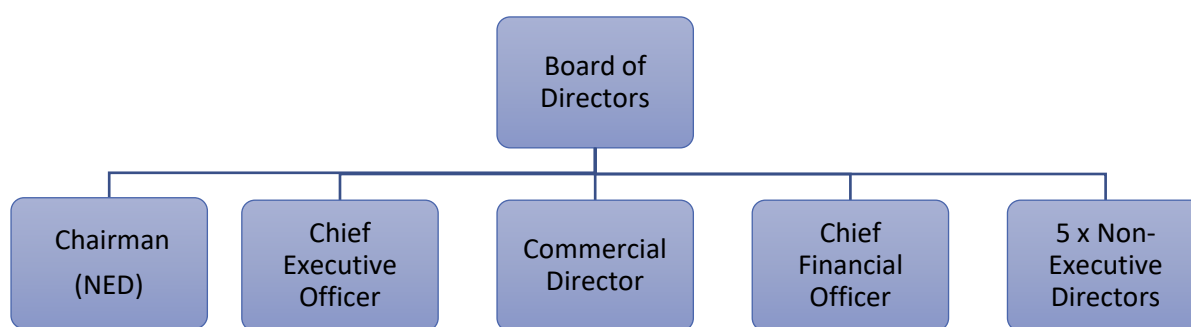 Board of
Directors
Chairman
(NED)
Chief
Executive
Officer
Commercial
Director
Chief
Financial
Officer
5 x Non-
Executive
Directors